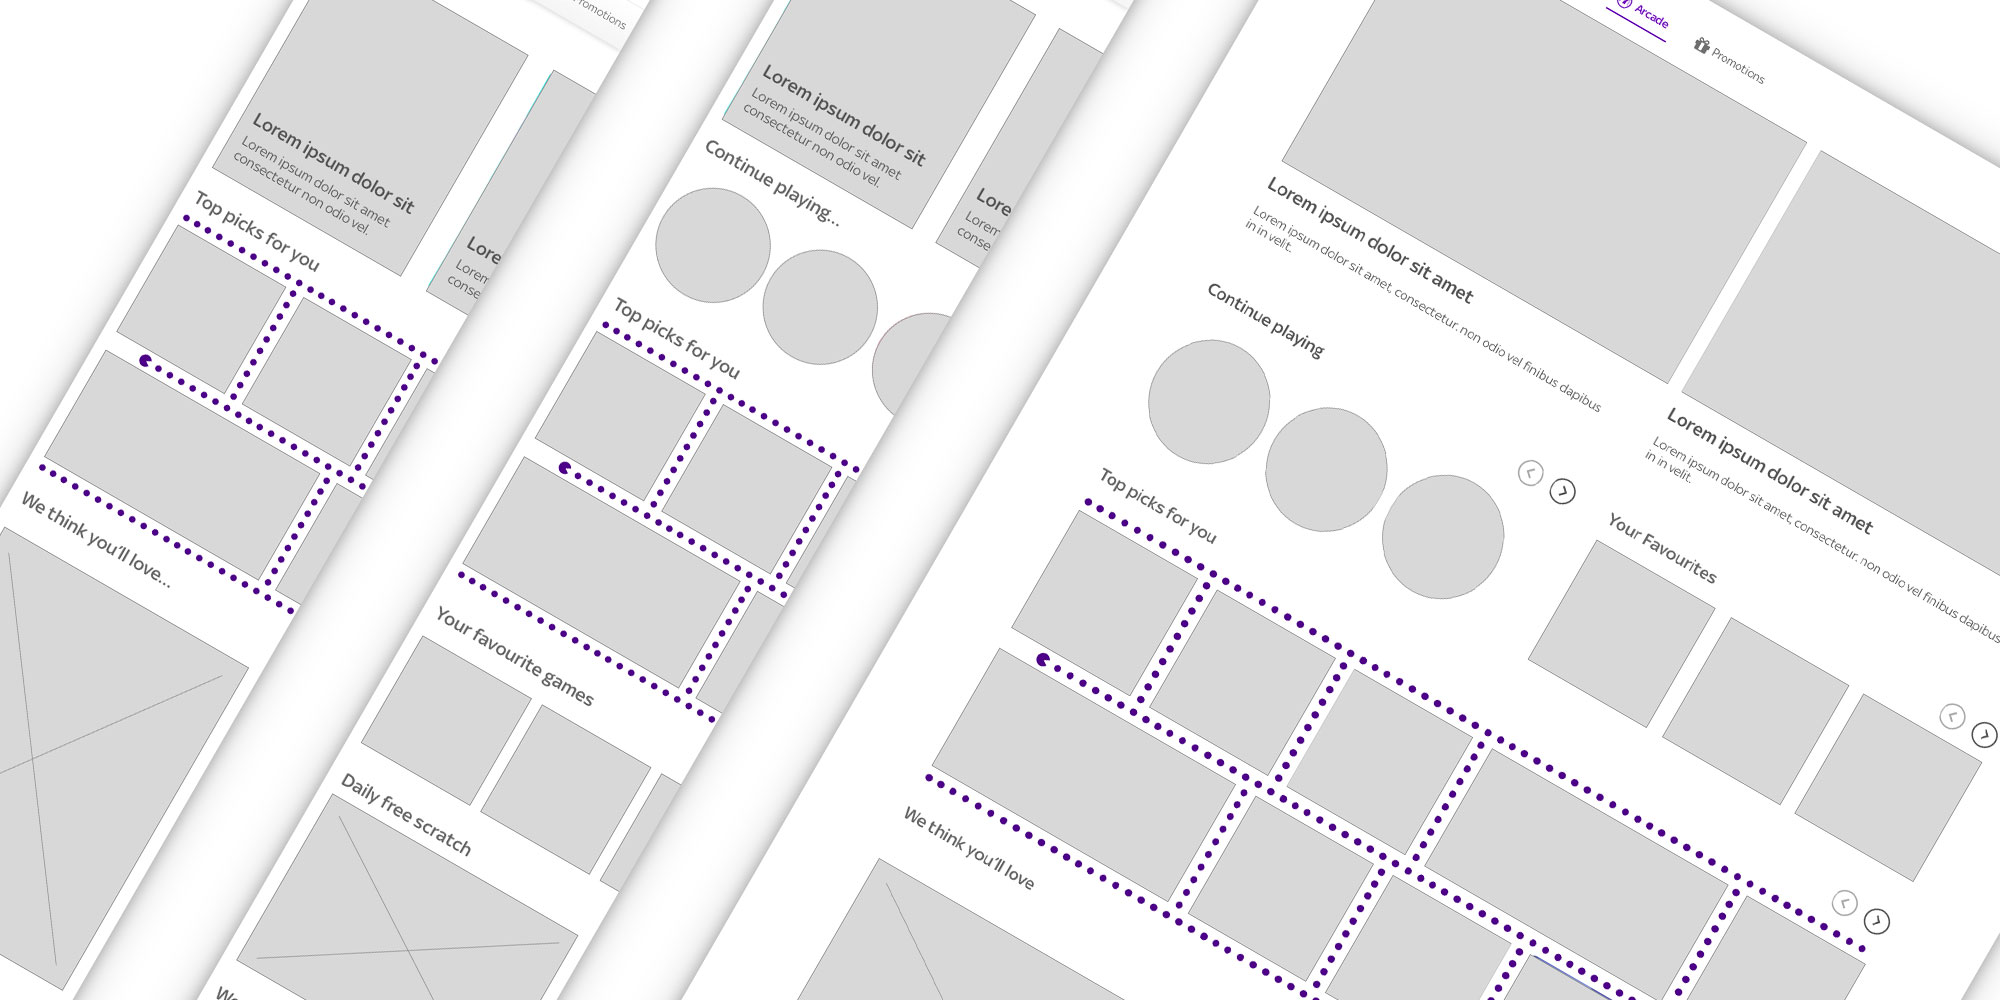 Promotions
Lorem ipsum dolor sit
Lorem ipsum dolor sit amet
consectetur non odio vel.
Lore
Lorem
conse
Top picks for you
We think you'll love...
Lorem ipsum dolor sit
Lorem ipsum dolor sit amet
consectetur non odio vel.
Lore
Lorem
conse
Continue playing...
Top picks for you
Your favourite games
Daily free scratch
We
Arcade
Promotions
Lorem ipsum dolor sit amet
Lorem ipsum dolor sit amet, consectetur. non odio vel finibus dapibus
in in velit.
Lorem ipsum dolor sit amet
Lorem ipsum dolor sit amet, consectetur. non odio vel finibus dapibus
in in velit.
Continue playing
Your Favourites
Top picks for you
We think you'll love